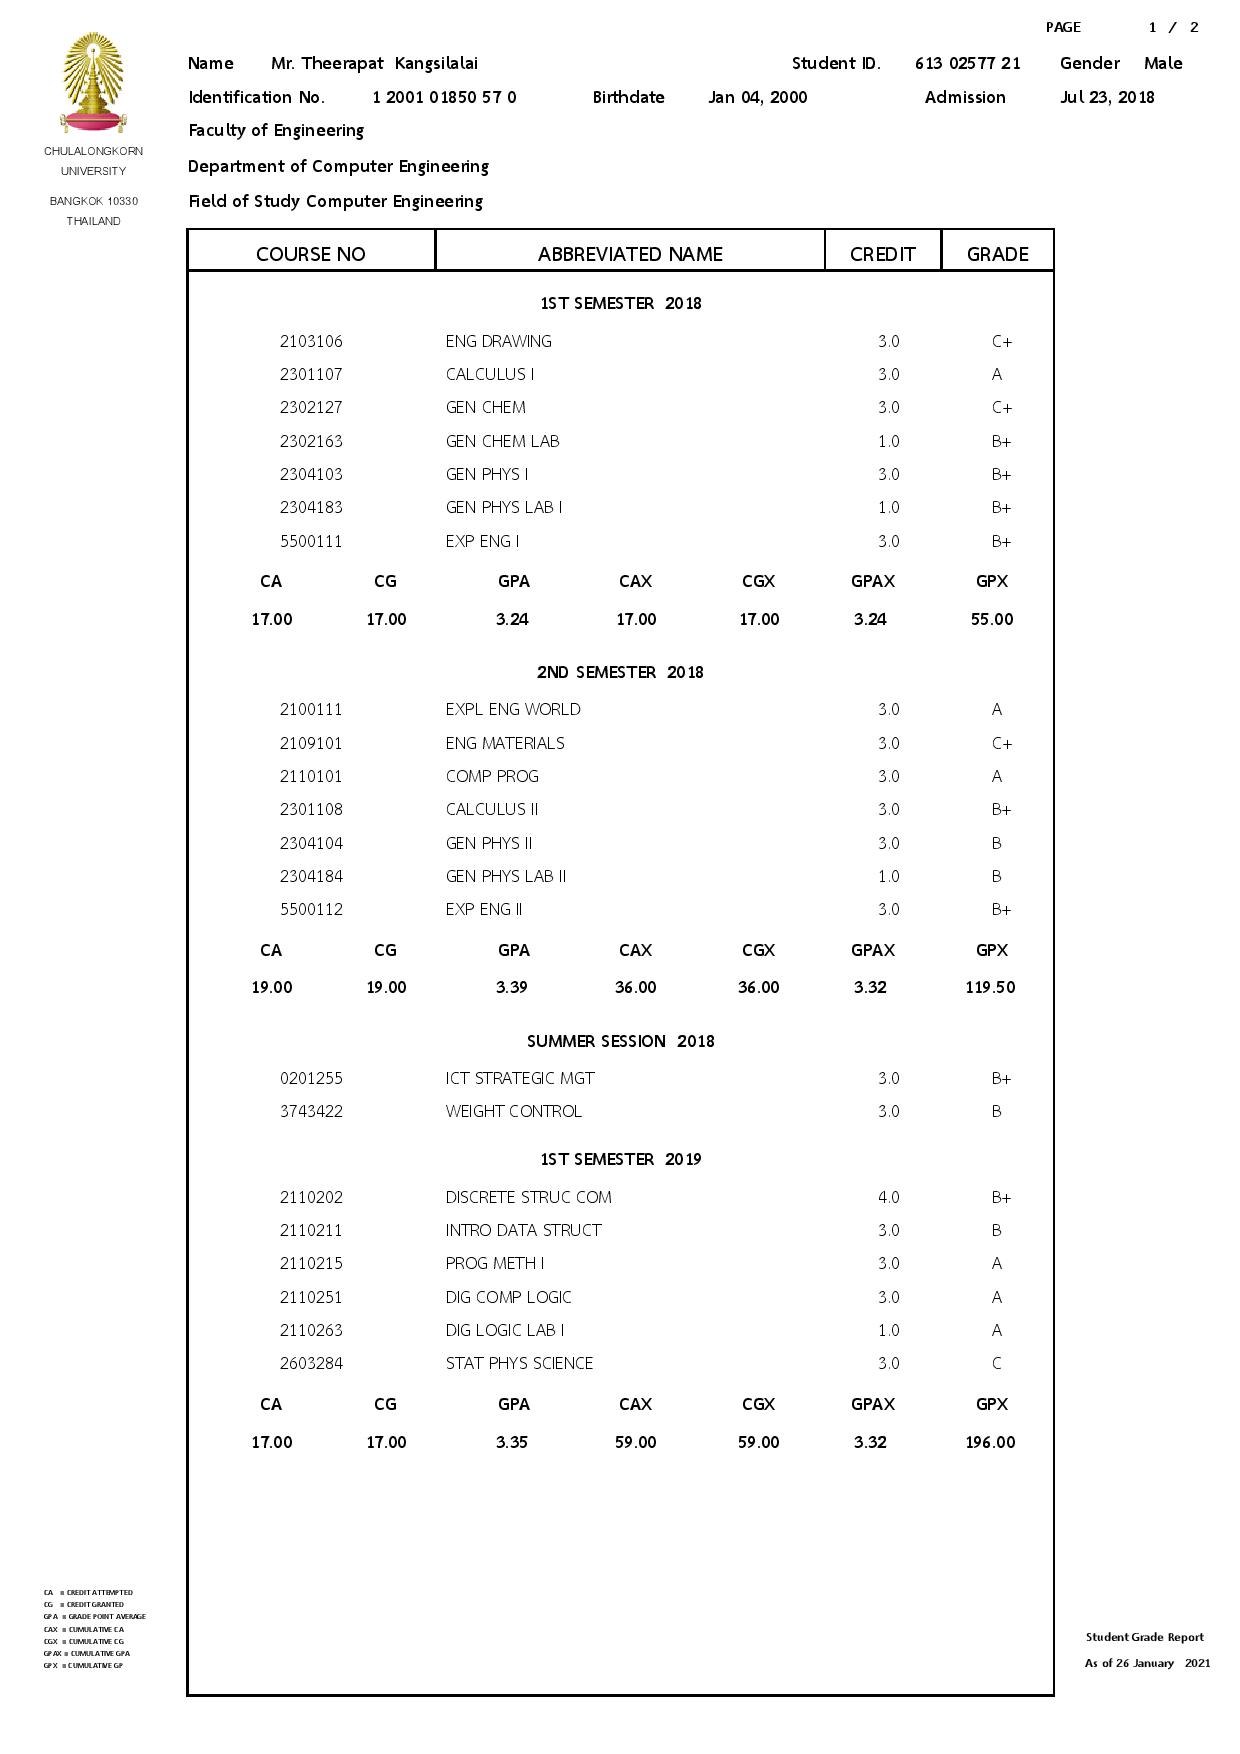 PAGE 1 / 2
Name Mr. Theerapat Kangsilalai Student ID. 613 02577 21 Gender Male
Identification No. 1 2001 01850 57 0 Birthdate Jan 04, 2000 Admission Jul 23, 2018
Faculty of Engineering
CHULALONGKORN
UNIVERSITY
BANGKOK 10330
THAILAND
Department of Computer Engineering
Field of Study Computer Engineering
COURSE NO ABBREVIATED NAME CREDIT GRADE
1ST SEMESTER 2018
2103106 ENG DRAWING 3.0 C+
2301107 CALCULUS I 3.0 A
2302127 GEN CHEM 3.0 C+
2302163 GEN CHEM LAB 1.0 B+
2304103 GEN PHYS I 3.0 B+
2304183 GEN PHYS LAB I 1.0 B+
5500111 EXP ENG I 3.0 B+
CA CG GPA CAX CGX GPAX GPX
17.00 17.00 3.24 17.00 17.00 3.24 55.00
2ND SEMESTER 2018
2100111 EXPL ENG WORLD 3.0 A
2109101 ENG MATERIALS 3.0 C+
2110101 COMP PROG 3.0 A
2301108 CALCULUS II 3.0 B+
2304104 GEN PHYS II 3.0 B
2304184 GEN PHYS LAB II 1.0 B
5500112 EXP ENG II 3.0 B+
CA CG GPA CAX CGX GPAX GPX
19.00 19.00 3.39 36.00 36.00 3.32 119.50
SUMMER SESSION 2018
0201255 ICT STRATEGIC MGT 3.0 B+
3743422 WEIGHT CONTROL 3.0 B
1ST SEMESTER 2019
2110202 DISCRETE STRUC COM 4.0 B+
2110211 INTRO DATA STRUCT 3.0 B
2110215 PROG METH I 3.0 A
2110251 DIG COMP LOGIC 3.0 A
2110263 DIG LOGIC LAB I 1.0 A
2603284 STAT PHYS SCIENCE 3.0 C
CA CG GPA CAX CGX GPAX GPX
17.00 17.00 3.35 59.00 59.00 3.32 196.00
CA = CREDIT ATTEMPTED
CG = CREDIT GRANTED
GPA = GRADE POINT AVERAGE
CAX = CUMULATIVE CA
CGX = CUMULATIVE CG
GPAX = CUMULATIVE GPA
GPX = CUMULATIVE GP
Student Grade Report
As of 26 January 2021